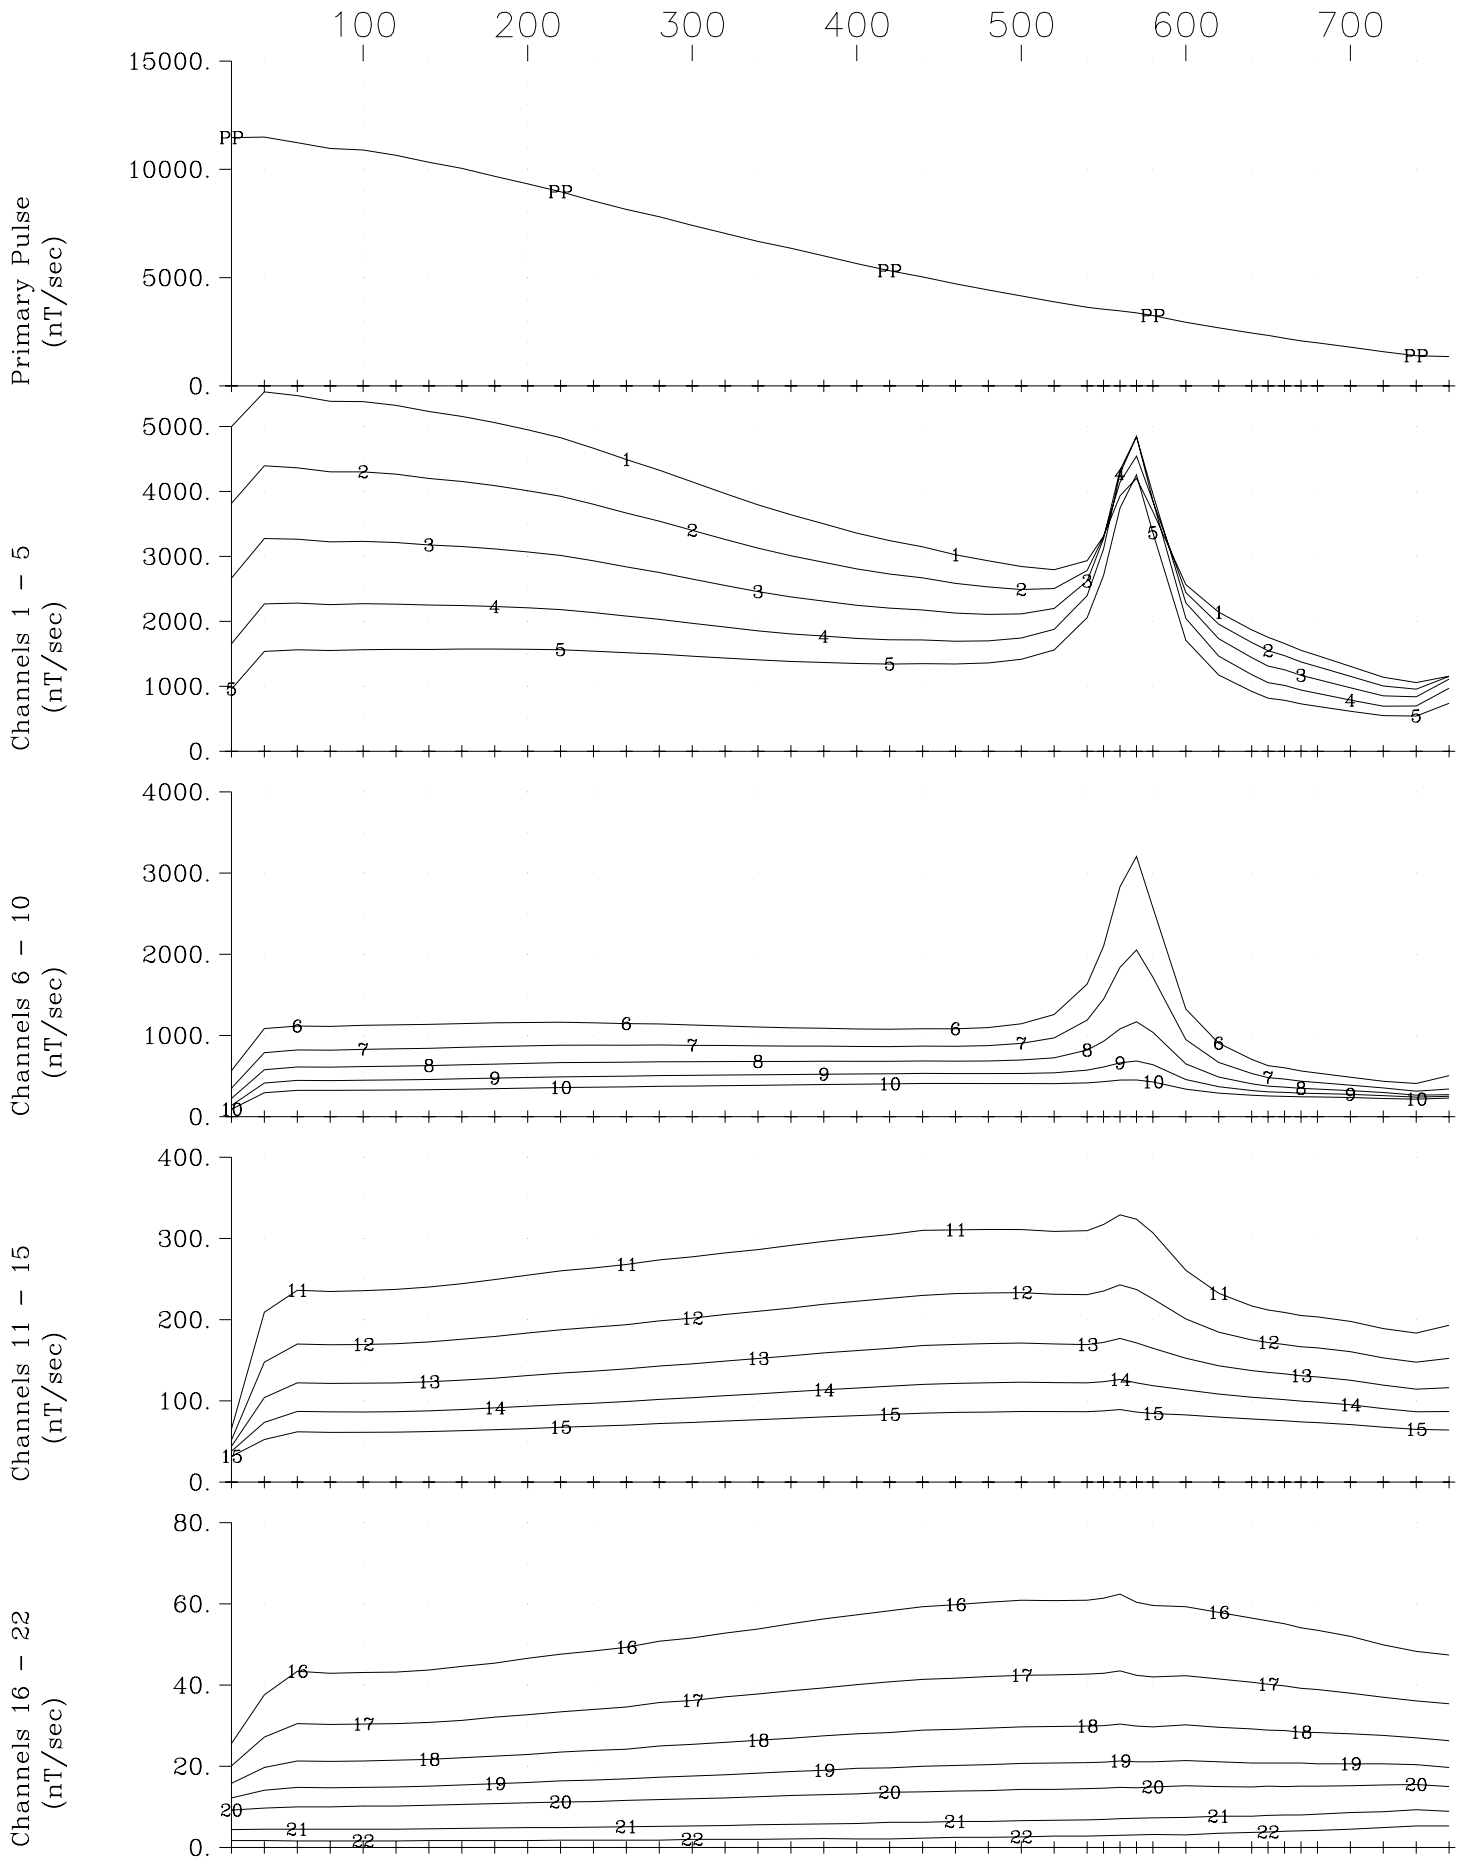 100 200 300 400 500 600 700
Primary Pulse
(nT/sec)
15000.
10000.
5000.
0.
PP PP PP PP PP
Channels 1 - 5
(nT/sec)
5000.
4000.
3000.
2000.
1000.
0.
1 1 1
2 2 2
3 3 3 3
4 4 4 4
5 5 5 5 5
Channels 6 - 10
(nT/sec)
4000.
3000.
2000.
1000.
0.
6 6 6 6
7 7 7 7
8 8 8 8
9 9 9 9
10 10 10 10 10
Channels 11 - 15
(nT/sec)
400.
300.
200.
100.
0.
11 11 11 11
12 12 12 12
13 13 13 13
14 14 14 14
15 15 15 15 15
Channels 16 - 22
(nT/sec)
80.
60.
40.
20.
0.
16 16 16 16
17 17 17 17
18 18 18 18
19 19 19 19
20 20 20 20 20
21 21 21 21
22 22 22 22